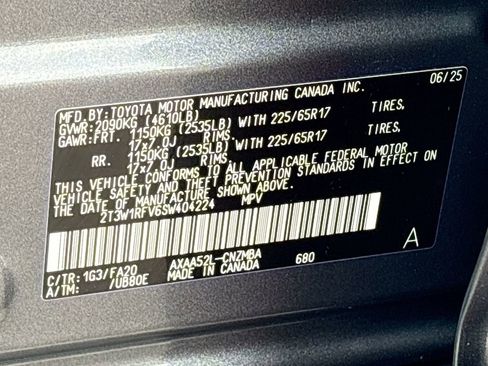 MFD. BY: TOYOTA MOTOR MANUFACTURING CANADA INC. 06/25
GVWR: 2090KG (4610LB)
GAWR: FRT. 1150KG (2535LB) WITH 225/65R17 TIRES,
17x7.0J RIMS,
RR. 1150KG (2535LB) WITH 225/65R17 TIRES,
17x7.0J RIMS
THIS VEHICLE CONFORMS TO ALL APPLICABLE FEDERAL MOTOR
VEHICLE SAFETY AND THEFT PREVENTION STANDARDS IN EFFECT ON
THE DATE OF MANUFACTURE SHOWN ABOVE.
2T3W1RFV6SW404224 MPV
C/TR: 1G3/FA20 AXAA52L-CNZMBA 680 A
A/TM: /UB80E MADE IN CANADA